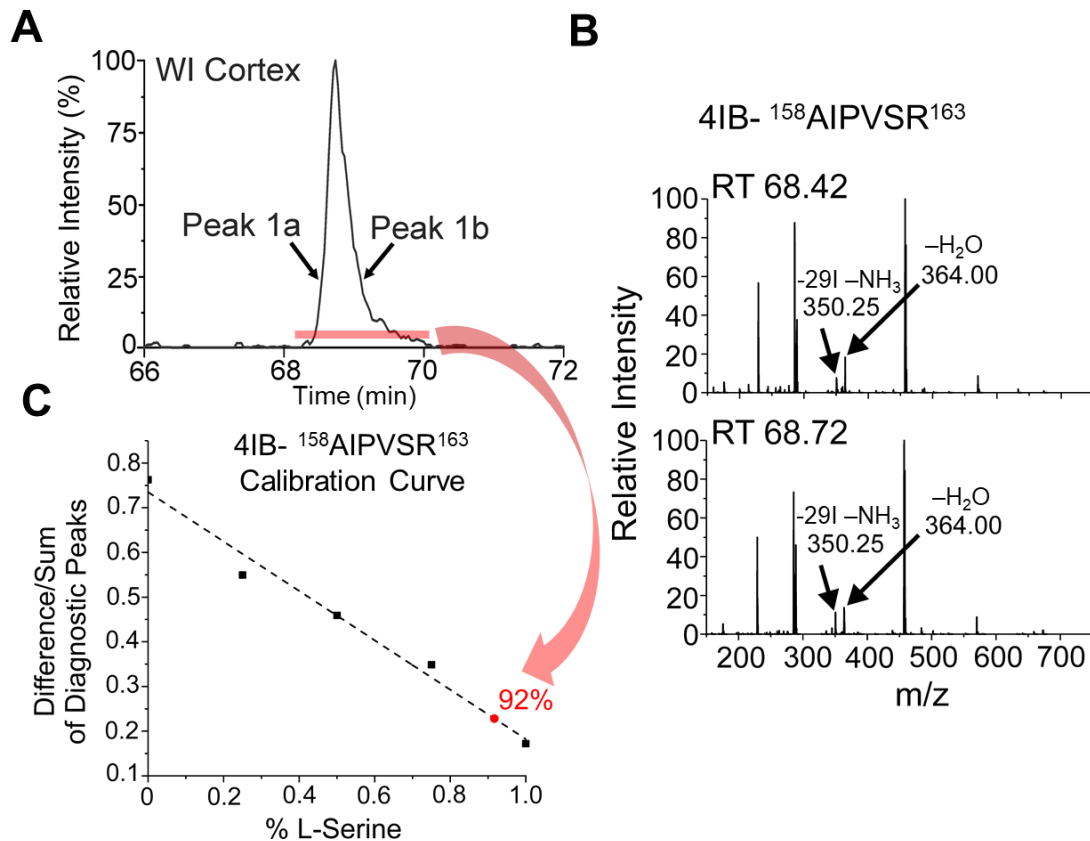 A
WI Cortex
Peak 1a
Peak 1b
100
75
50
25
0
Relative Intensity (%)
66
68
70
72
Time (min)
B
4IB- ¹⁵⁸AIPVSR¹⁶³
RT 68.42
100
80
60
40
20
0
-29I –NH₃
350.25
–H₂O
364.00
RT 68.72
100
80
60
40
20
0
-29I –NH₃
350.25
–H₂O
364.00
Relative Intensity
200
300
400
500
600
700
m/z
C
4IB- ¹⁵⁸AIPVSR¹⁶³
Calibration Curve
0.8
0.7
0.6
0.5
0.4
0.3
0.2
0.1
Difference/Sum
of Diagnostic Peaks
92%
0
0.2
0.4
0.6
0.8
1.0
% L-Serine